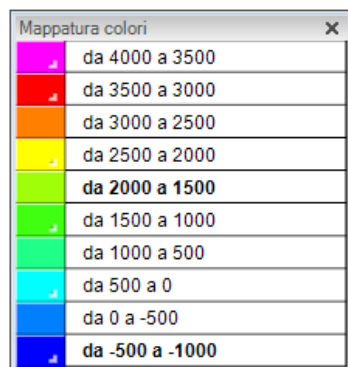 Mappatura colori
da 4000 a 3500
da 3500 a 3000
da 3000 a 2500
da 2500 a 2000
da 2000 a 1500
da 1500 a 1000
da 1000 a 500
da 500 a 0
da 0 a -500
da -500 a -1000